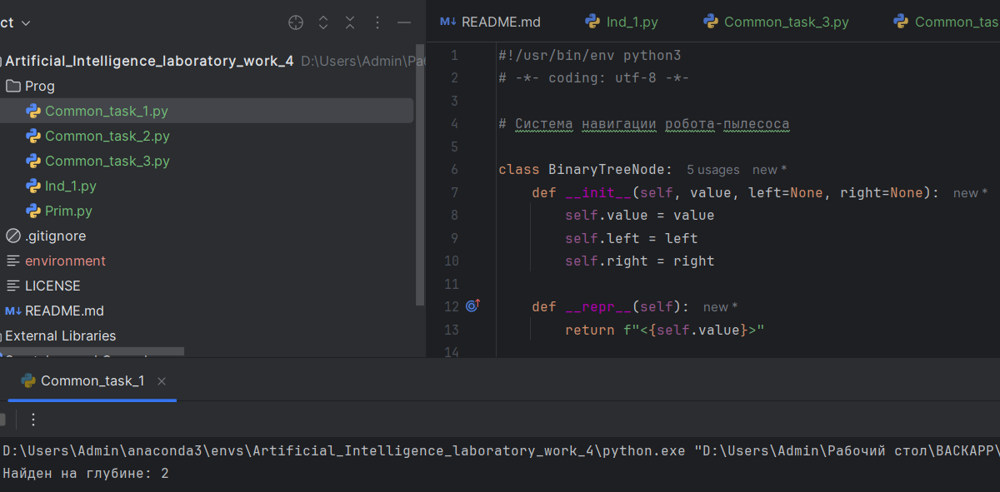 ct
Artificial_Intelligence_laboratory_work_4 D:\Users\Admin\Раб
Prog
Common_task_1.py
Common_task_2.py
Common_task_3.py
Ind_1.py
Prim.py
.gitignore
environment
LICENSE
M↓ README.md
External Libraries
M↓ README.md Ind_1.py Common_task_3.py Common_tas
1 #!/usr/bin/env python3
2 # -*- coding: utf-8 -*-
3
4 # Система навигации робота-пылесоса
5
6 class BinaryTreeNode: 5 usages new *
7 def __init__(self, value, left=None, right=None): new *
8 self.value = value
9 self.left = left
10 self.right = right
11
12 def __repr__(self): new *
13 return f"<{self.value}>"
14
Common_task_1
D:\Users\Admin\anaconda3\envs\Artificial_Intelligence_laboratory_work_4\python.exe "D:\Users\Admin\Рабочий стол\BACKAPP\
Найден на глубине: 2